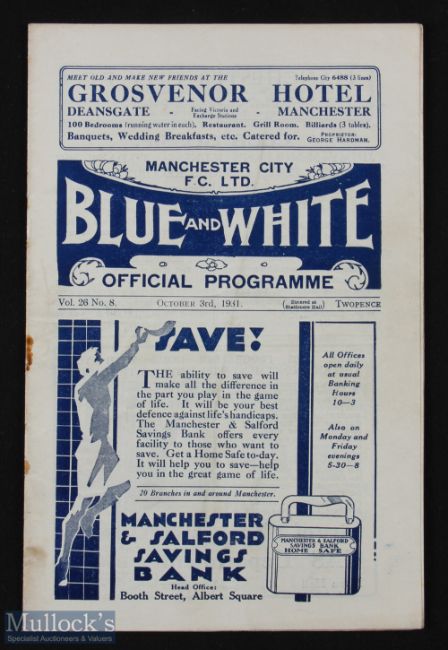 MEET OLD AND MAKE NEW FRIENDS AT THE Telephone City 6488 (3 lines)
GROSVENOR HOTEL
DEANSGATE - Facing Victoria and Exchange Stations - MANCHESTER
100 Bedrooms (running water in each), Restaurant. Grill Room. Billiards (3 tables).
Banquets, Wedding Breakfasts, etc. Catered for. PROPRIETOR: GEORGE HARDMAN.
MANCHESTER CITY
F.C. LTD.
BLUE AND WHITE
OFFICIAL PROGRAMME
Vol. 26 No. 8. OCTOBER 3rd, 1931. (Entered at Stationers Hall) TWOPENCE
SAVE!
THE ability to save will
make all the difference in
the part you play in the game
of life. It will be your best
defence against life's handicaps.
The Manchester & Salford
Savings Bank offers every
facility to those who want to
save. Get a Home Safe to-day.
It will help you to save—help
you in the great game of life.
20 Branches in and around Manchester.
MANCHESTER
& SALFORD
SAVINGS
BANK
Head Office:
Booth Street, Albert Square
All Offices
open daily
at usual
Banking
Hours
10-3
Also on
Monday and
Friday
evenings
5-30-8
MANCHESTER & SALFORD
SAVINGS BANK
HOME SAFE
Mullock's
Specialist Auctioneers & Valuers